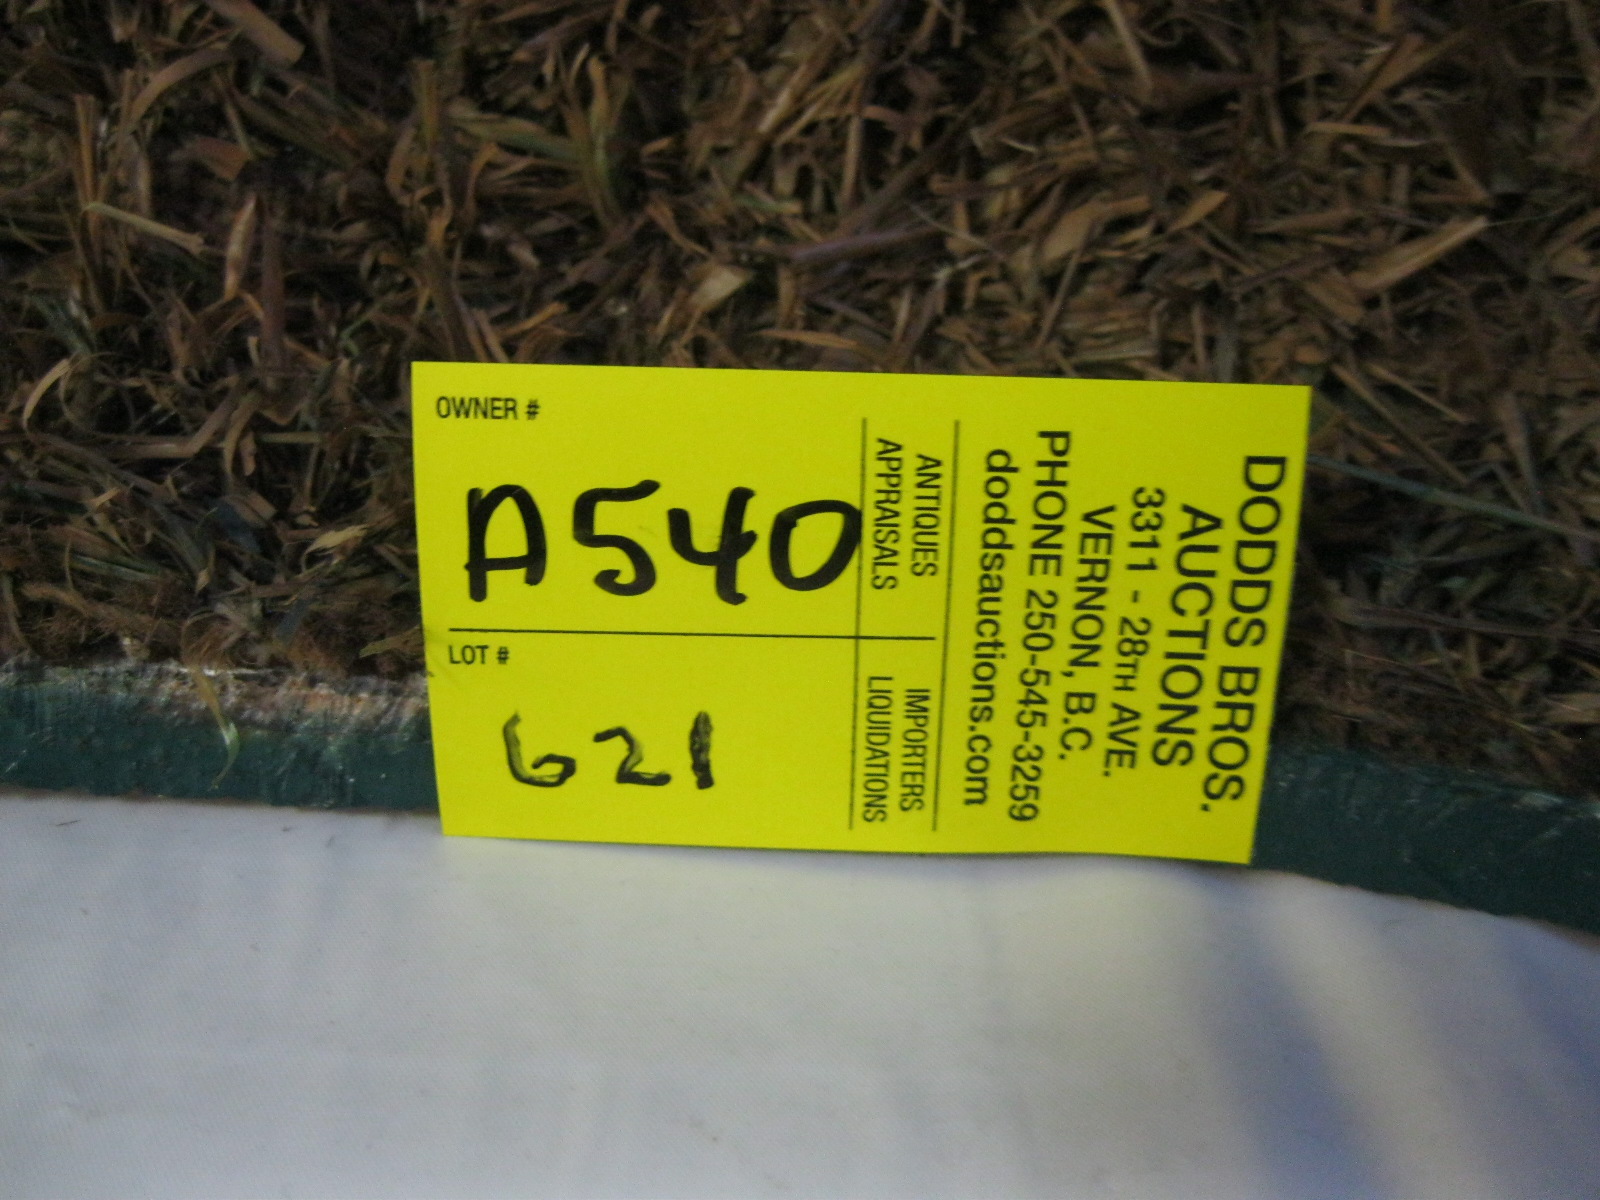 OWNER #
A540
LOT #
621
DODDS BROS.
AUCTIONS
3311 - 28TH AVE.
VERNON, B.C.
PHONE 250-545-3259
doddsauctions.com
ANTIQUES
APPRAISALS
IMPORTERS
LIQUIDATIONS